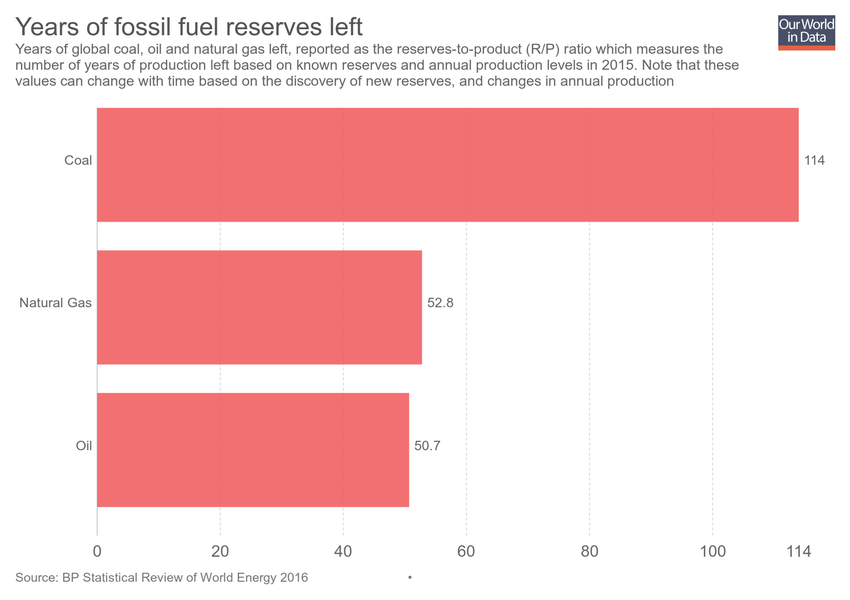 Years of fossil fuel reserves left
Our World
in Data
Years of global coal, oil and natural gas left, reported as the reserves-to-product (R/P) ratio which measures the
number of years of production left based on known reserves and annual production levels in 2015. Note that these
values can change with time based on the discovery of new reserves, and changes in annual production
Coal
114
Natural Gas
52.8
Oil
50.7
0 20 40 60 80 100 114
Source: BP Statistical Review of World Energy 2016 •